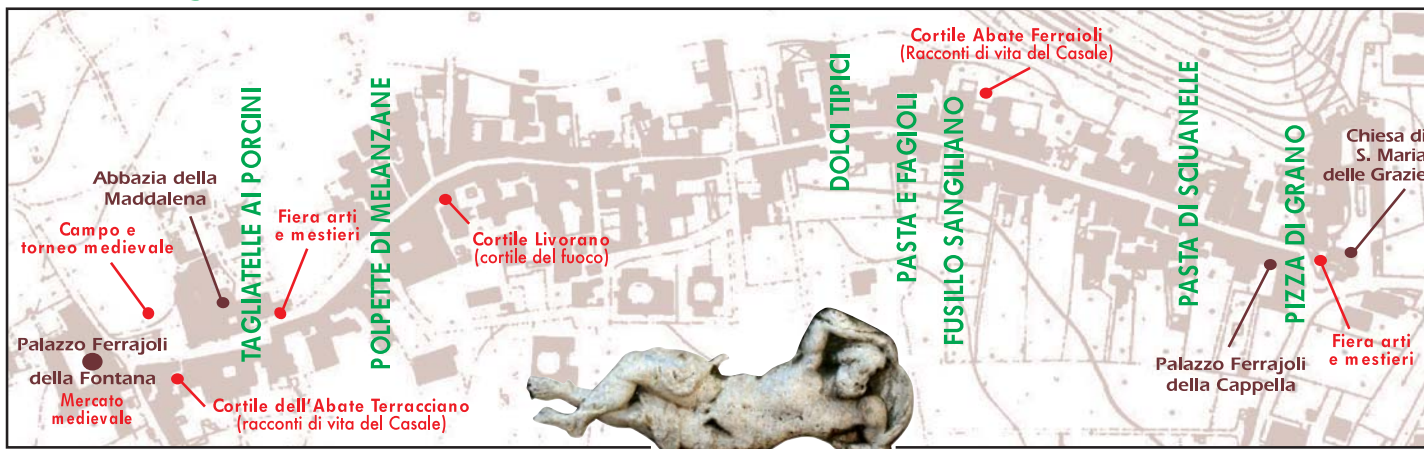 Abbazia della
Maddalena
Campo e
torneo medievale
Palazzo Ferrajoli
della Fontana
Mercato
medievale
TAGLIATELLE AI PORCINI
Fiera arti
e mestieri
Cortile dell'Abate Terracciano
(racconti di vita del Casale)
POLPETTE DI MELANZANE
Cortile Livorano
(cortile del fuoco)
DOLCI TIPICI
PASTA E FAGIOLI
FUSILLO SANGILIANO
Cortile Abate Ferraioli
(Racconti di vita del Casale)
PASTA DI SCIUANELLE
PIZZA DI GRANO
Chiesa di
S. Maria
delle Grazie
Palazzo Ferrajoli
della Cappella
Fiera arti
e mestieri